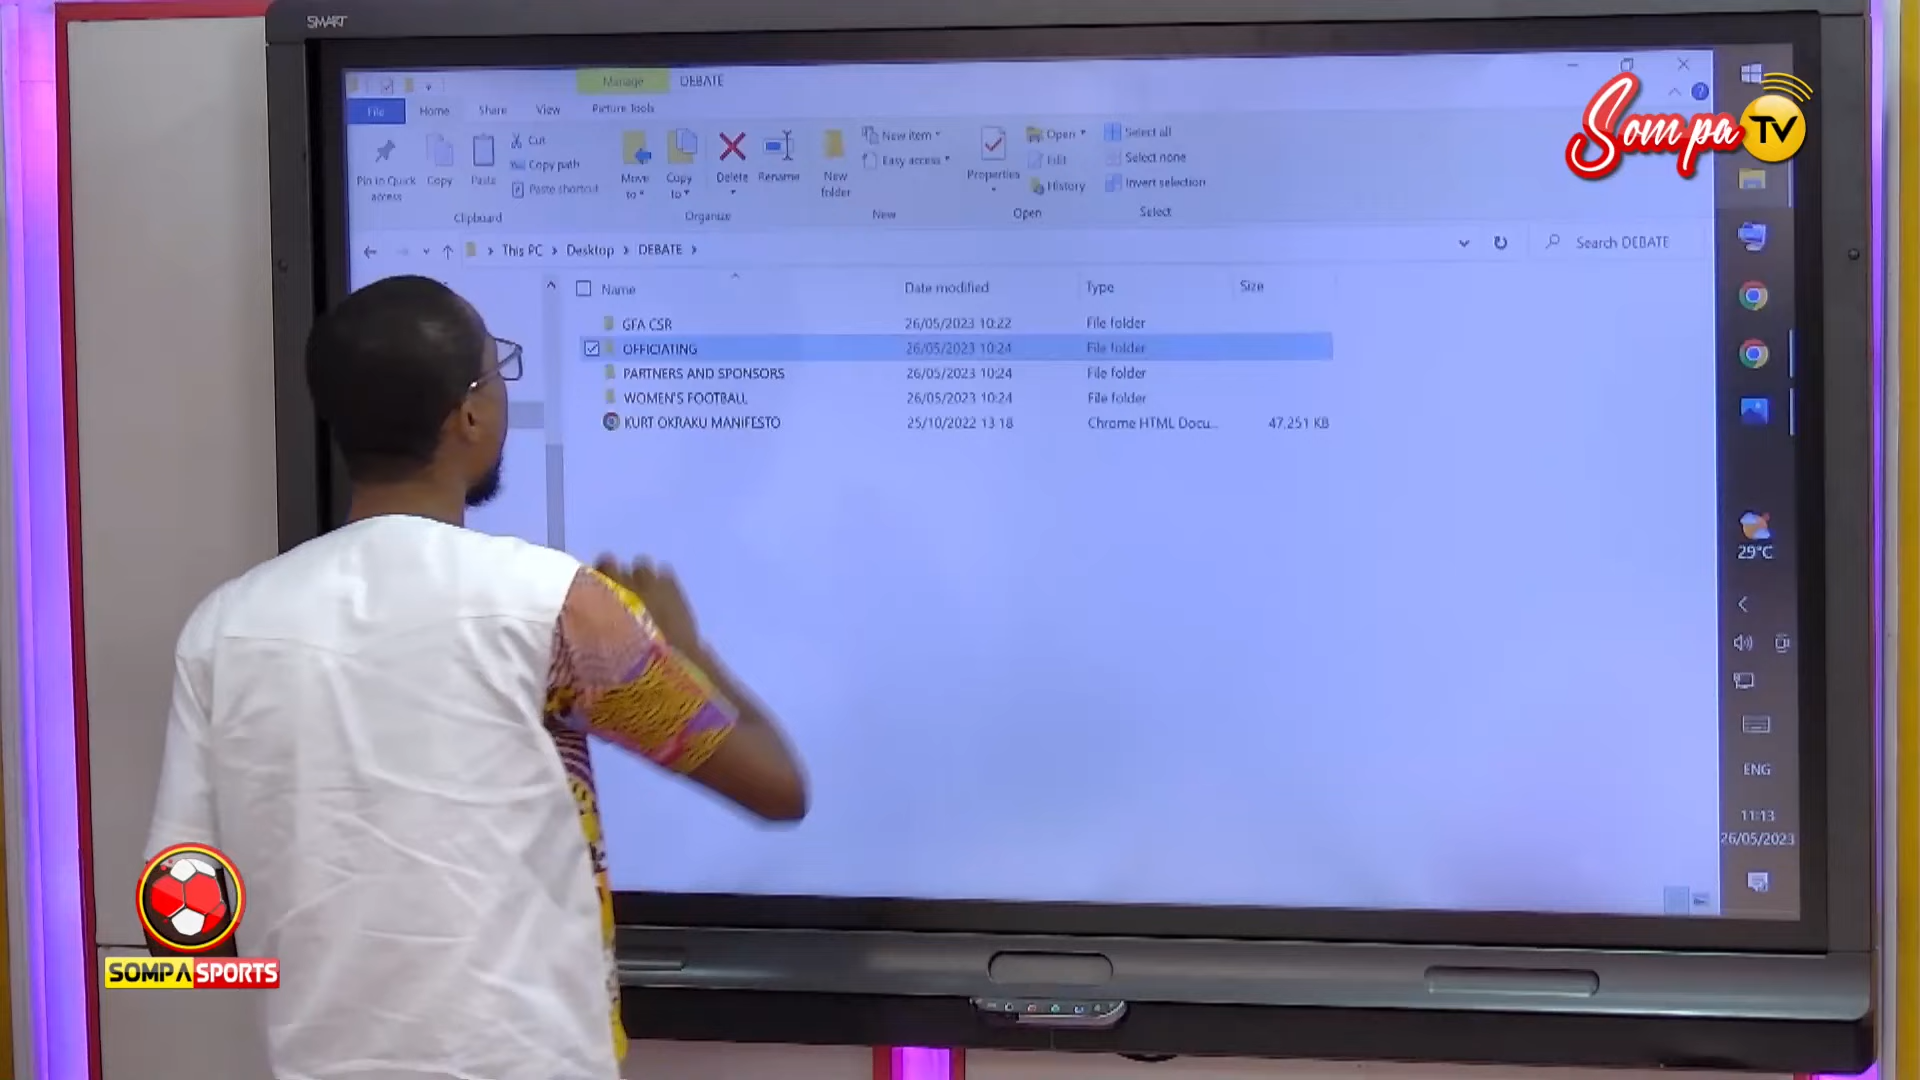 SMART
Manage DEBATE
File Home Share View Picture Tools
Pin to Quick access
Copy
Paste
Cut
Copy path
Paste shortcut
Clipboard
Move to
Copy to
Delete
Rename
Organize
New folder
New item
Easy access
New
Properties
Open
Edit
History
Open
Select all
Select none
Invert selection
Select
Sompa TV
This PC > Desktop > DEBATE >
Search DEBATE
Name Date modified Type Size
GFA CSR 26/05/2023 10:22 File folder
OFFICIATING 26/05/2023 10:24 File folder
PARTNERS AND SPONSORS 26/05/2023 10:24 File folder
WOMEN'S FOOTBALL 26/05/2023 10:24 File folder
KURT OKRAKU MANIFESTO 25/10/2022 13:18 Chrome HTML Docu... 47,251 KB
29°C
ENG
11:13
26/05/2023
SOMPA SPORTS